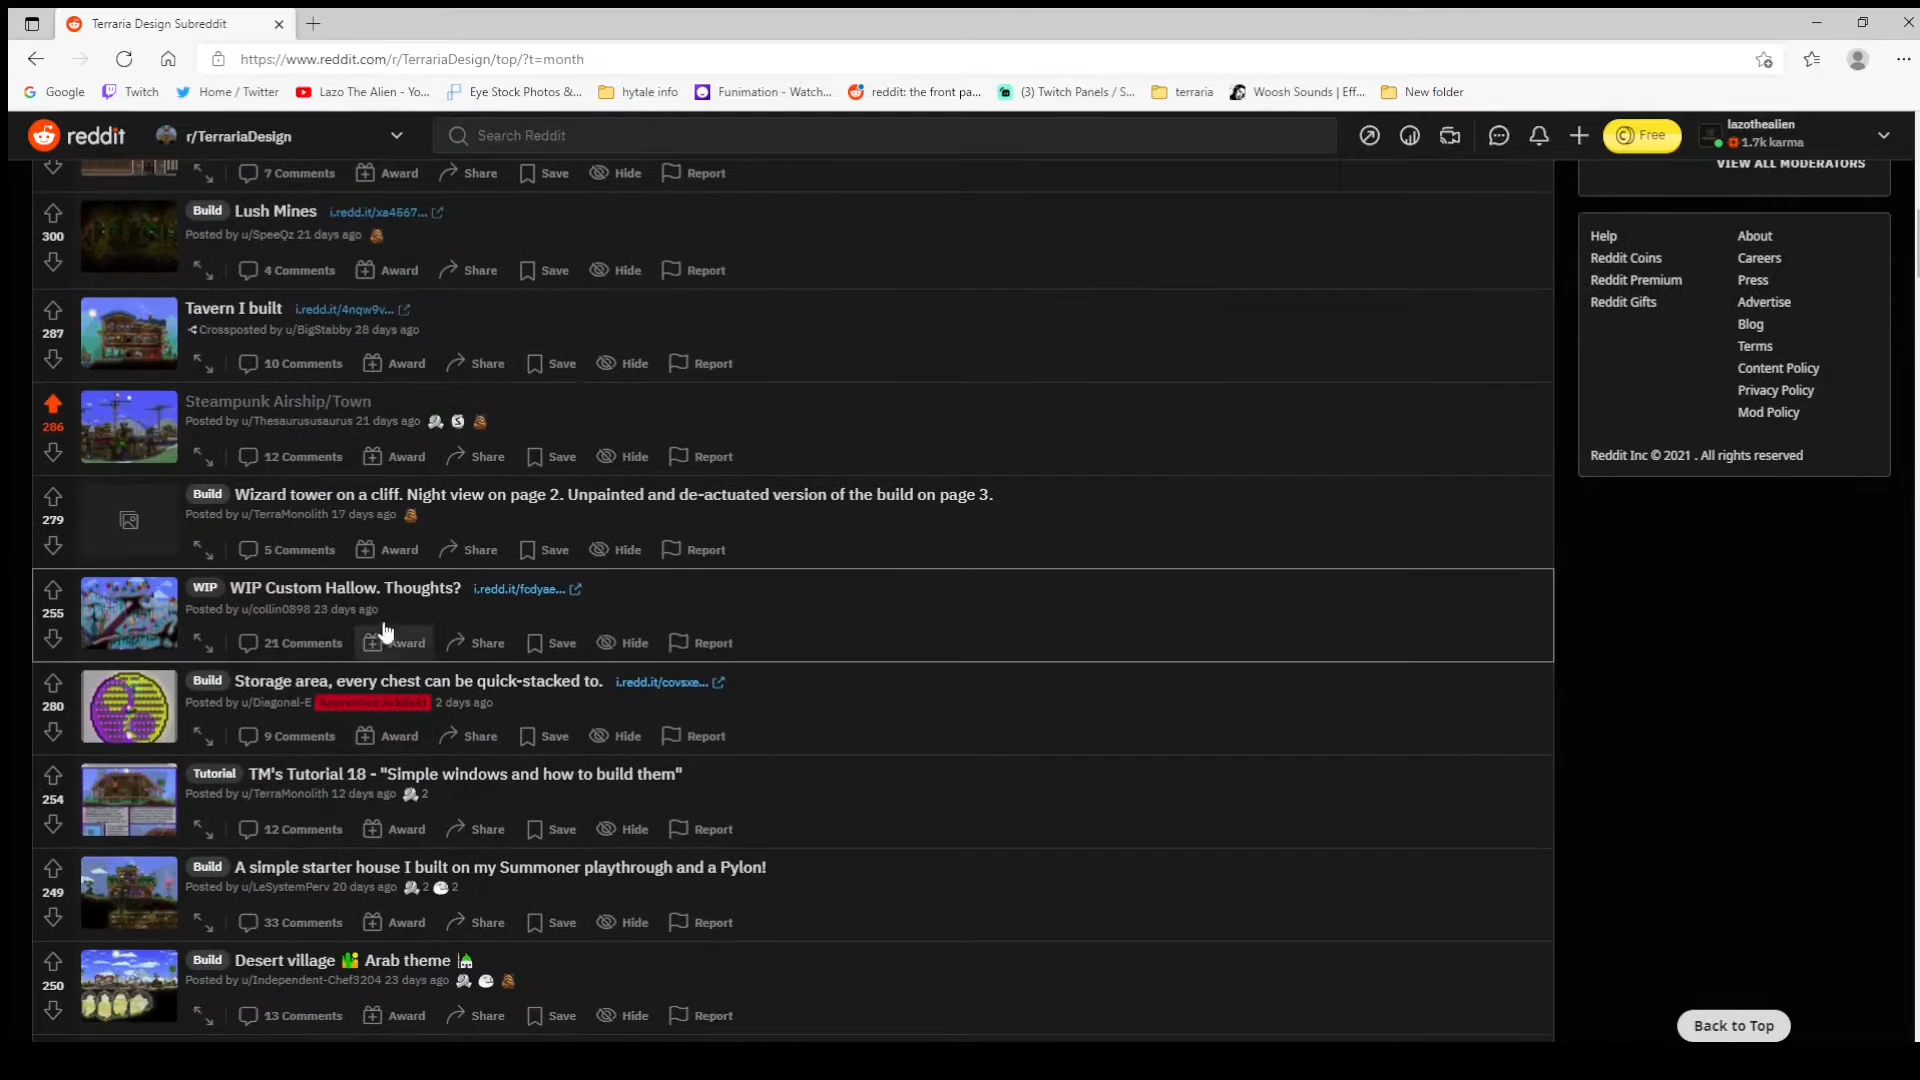 Terraria Design Subreddit
https://www.reddit.com/r/TerrariaDesign/top/?t=month
Google Twitch Home / Twitter Lazo The Alien - Yo... Eye Stock Photos &... hytale info Funimation - Watch... reddit: the front pa... (3) Twitch Panels / S... terraria Woosh Sounds | Eff... New folder
reddit r/TerrariaDesign Search Reddit Free lazothealien
1.7k karma
VIEW ALL MODERATORS
7 Comments Award Share Save Hide Report
Build Lush Mines i.redd.it/xa4567...
300
Posted by u/SpeeQz 21 days ago
4 Comments Award Share Save Hide Report
Tavern I built i.redd.it/4nqw9v...
287
Crossposted by u/BigStabby 28 days ago
10 Comments Award Share Save Hide Report
Steampunk Airship/Town
286
Posted by u/Thesaurususaurus 21 days ago
12 Comments Award Share Save Hide Report
Build Wizard tower on a cliff. Night view on page 2. Unpainted and de-actuated version of the build on page 3.
279
Posted by u/TerraMonolith 17 days ago
5 Comments Award Share Save Hide Report
WIP WIP Custom Hallow. Thoughts? i.redd.it/fcdyae...
255
Posted by u/collin0898 23 days ago
21 Comments Award Share Save Hide Report
Build Storage area, every chest can be quick-stacked to. i.redd.it/covsxe...
280
Posted by u/Diagonal-E Apprentice Arkitekt 2 days ago
9 Comments Award Share Save Hide Report
Tutorial TM's Tutorial 18 - "Simple windows and how to build them"
254
Posted by u/TerraMonolith 12 days ago 2
12 Comments Award Share Save Hide Report
Build A simple starter house I built on my Summoner playthrough and a Pylon!
249
Posted by u/LeSystemPerv 20 days ago 2 2
33 Comments Award Share Save Hide Report
Build Desert village Arab theme
250
Posted by u/Independent-Chef3204 23 days ago
13 Comments Award Share Save Hide Report
Help About
Reddit Coins Careers
Reddit Premium Press
Reddit Gifts Advertise
Blog
Terms
Content Policy
Privacy Policy
Mod Policy
Reddit Inc © 2021 . All rights reserved
Back to Top